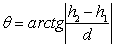 θ = arctg|h₂ − h₁ / d|